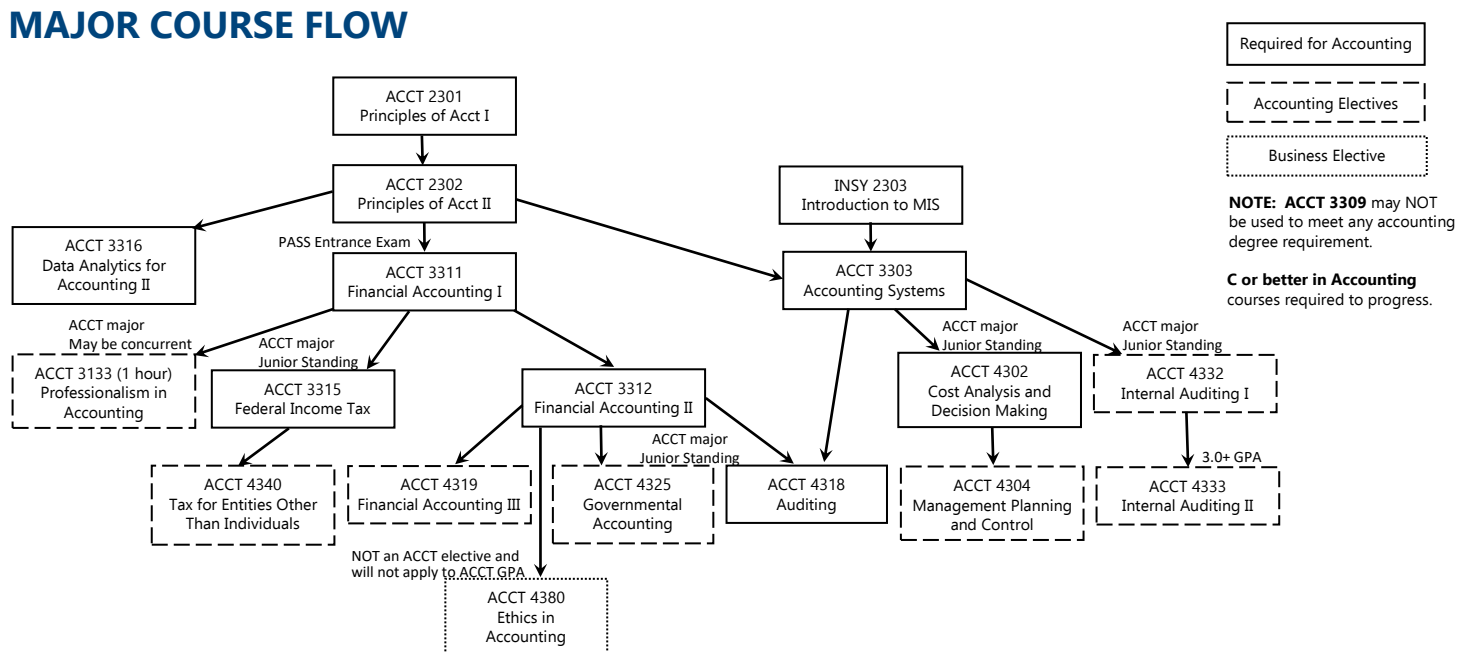 MAJOR COURSE FLOW
Required for Accounting
Accounting Electives
Business Elective
NOTE: ACCT 3309 may NOT
be used to meet any accounting
degree requirement.
C or better in Accounting
courses required to progress.
ACCT 2301
Principles of Acct I
ACCT 2302
Principles of Acct II
INSY 2303
Introduction to MIS
ACCT 3316
Data Analytics for
Accounting II
PASS Entrance Exam
ACCT 3311
Financial Accounting I
ACCT 3303
Accounting Systems
ACCT major
May be concurrent
ACCT 3133 (1 hour)
Professionalism in
Accounting
ACCT major
Junior Standing
ACCT 3315
Federal Income Tax
ACCT 3312
Financial Accounting II
ACCT major
Junior Standing
ACCT 4302
Cost Analysis and
Decision Making
ACCT major
Junior Standing
ACCT 4332
Internal Auditing I
ACCT 4340
Tax for Entities Other
Than Individuals
ACCT 4319
Financial Accounting III
ACCT 4325
Governmental
Accounting
ACCT major
Junior Standing
ACCT 4318
Auditing
ACCT 4304
Management Planning
and Control
3.0+ GPA
ACCT 4333
Internal Auditing II
NOT an ACCT elective and
will not apply to ACCT GPA
ACCT 4380
Ethics in
Accounting